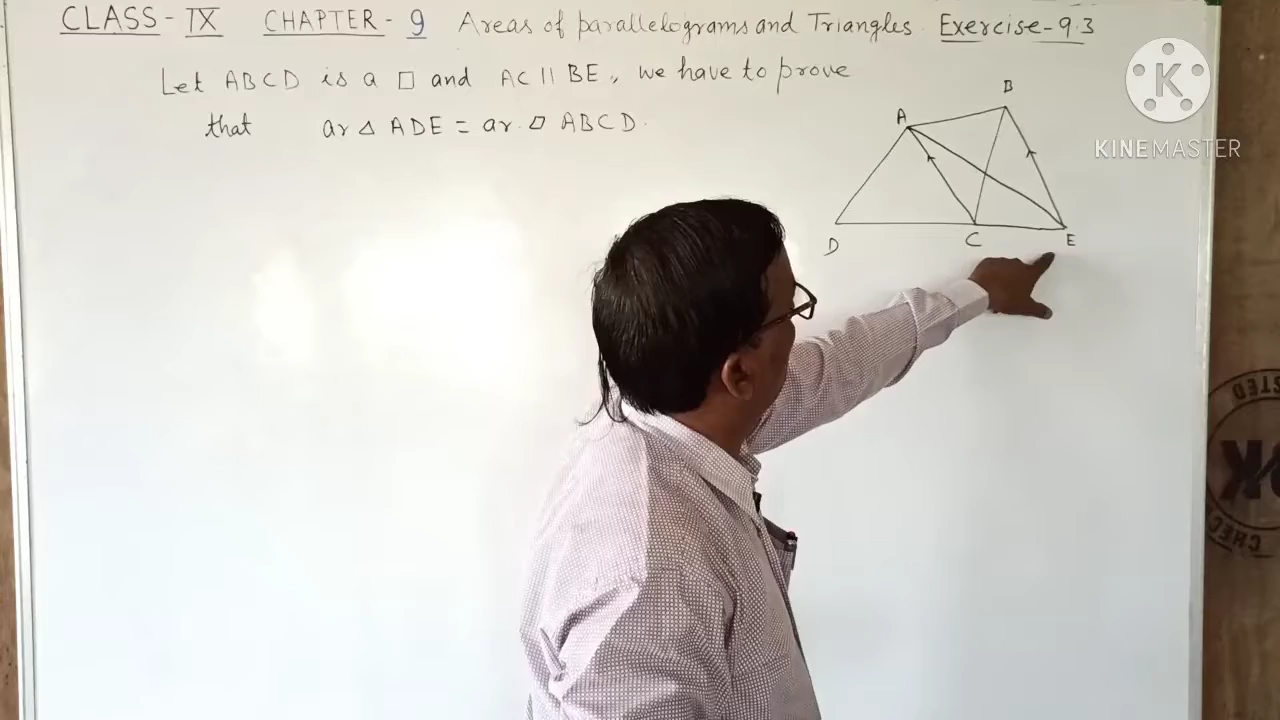 CLASS - IX CHAPTER - 9 Areas of parallelograms and Triangles. Exercise - 9.3
Let ABCD is a □ and AC || BE, we have to prove
that ar △ ADE = ar. ▱ ABCD.
B
A
D C E
K
KINEMASTER